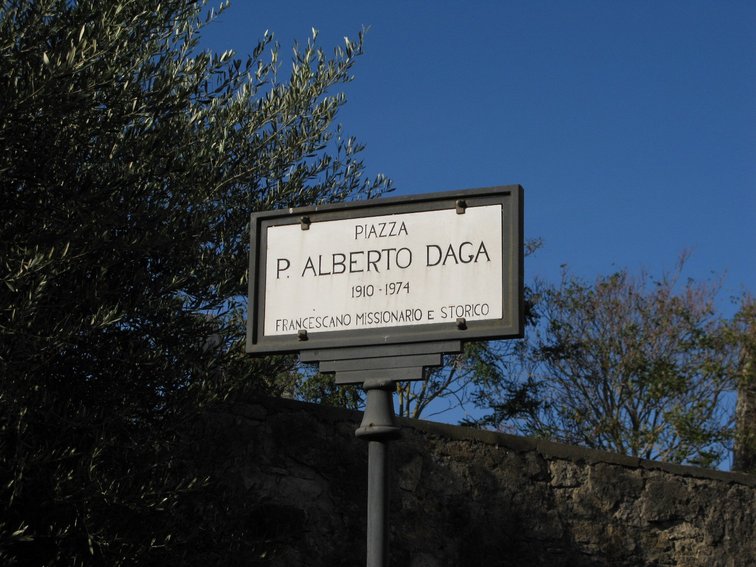 PIAZZA
P. ALBERTO DAGA
1910 - 1974
FRANCESCANO MISSIONARIO E STORICO